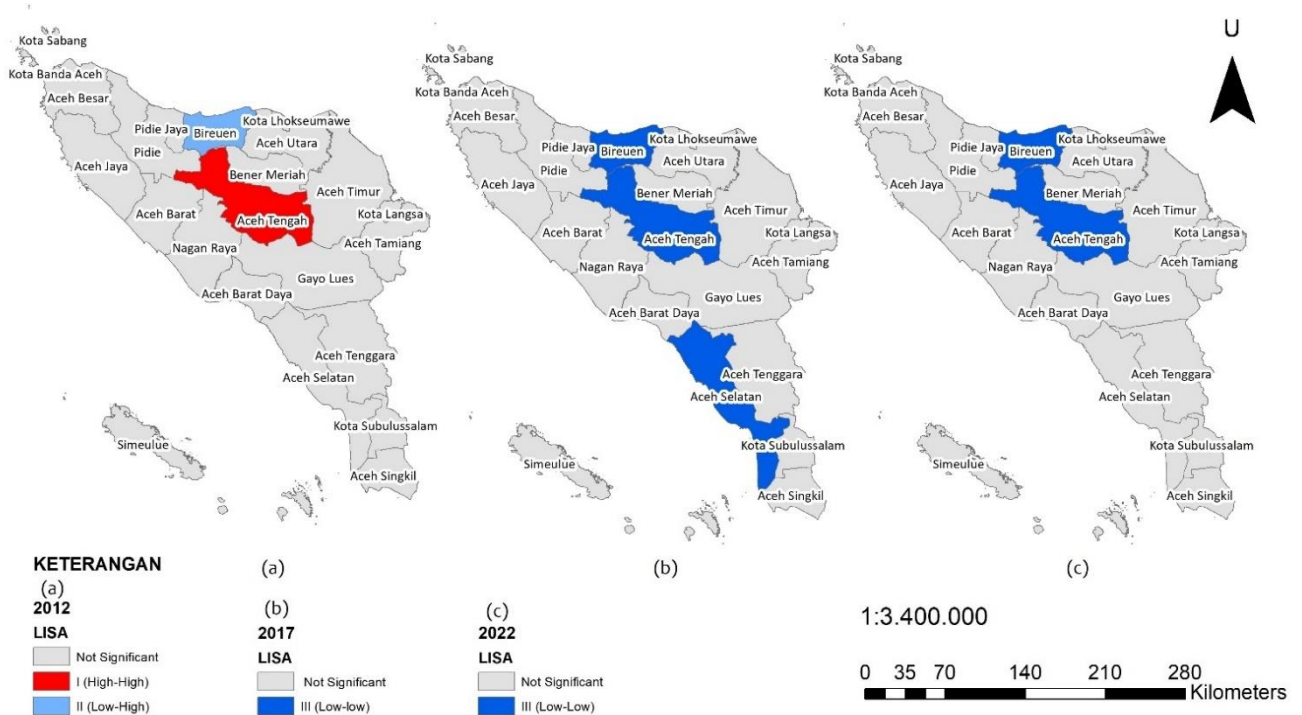 Kota Sabang
Kota Banda Aceh
Aceh Besar
Pidie Jaya
Bireuen
Kota Lhokseumawe
Aceh Utara
Pidie
Aceh Jaya
Bener Meriah
Aceh Timur
Aceh Barat
Aceh Tengah
Kota Langsa
Nagan Raya
Aceh Tamiang
Gayo Lues
Aceh Barat Daya
Aceh Tenggara
Aceh Selatan
Kota Subulussalam
Simeulue
Aceh Singkil
(a)
Kota Sabang
Kota Banda Aceh
Aceh Besar
Pidie Jaya
Bireuen
Kota Lhokseumawe
Aceh Utara
Pidie
Aceh Jaya
Bener Meriah
Aceh Timur
Aceh Barat
Aceh Tengah
Kota Langsa
Nagan Raya
Aceh Tamiang
Gayo Lues
Aceh Barat Daya
Aceh Tenggara
Aceh Selatan
Kota Subulussalam
Simeulue
Aceh Singkil
(b)
Kota Sabang
Kota Banda Aceh
Aceh Besar
Pidie Jaya
Bireuen
Kota Lhokseumawe
Aceh Utara
Pidie
Aceh Jaya
Bener Meriah
Aceh Timur
Aceh Barat
Aceh Tengah
Kota Langsa
Nagan Raya
Aceh Tamiang
Gayo Lues
Aceh Barat Daya
Aceh Tenggara
Aceh Selatan
Kota Subulussalam
Simeulue
Aceh Singkil
(c)
U
KETERANGAN
(a)
2012
LISA
Not Significant
I (High-High)
II (Low-High)
(b)
2017
LISA
Not Significant
III (Low-low)
(c)
2022
LISA
Not Significant
III (Low-Low)
1:3.400.000
0 35 70 140 210 280
Kilometers